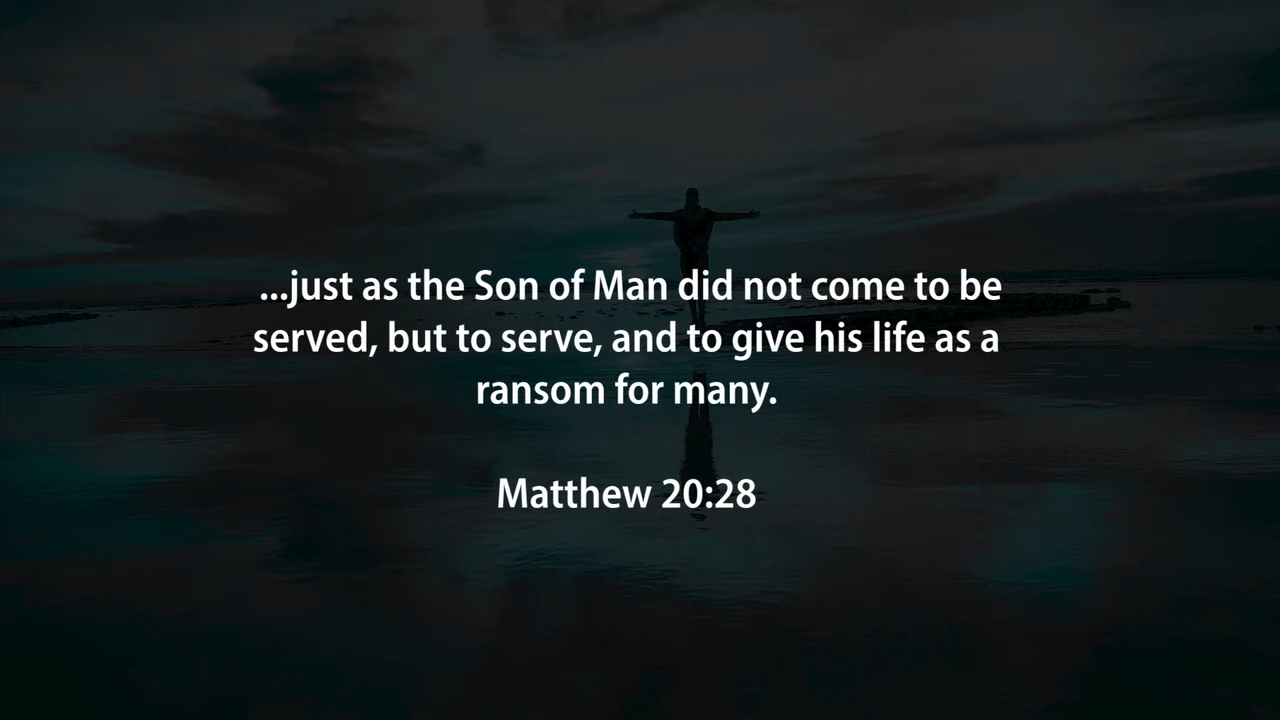 ...just as the Son of Man did not come to be
served, but to serve, and to give his life as a
ransom for many.
Matthew 20:28